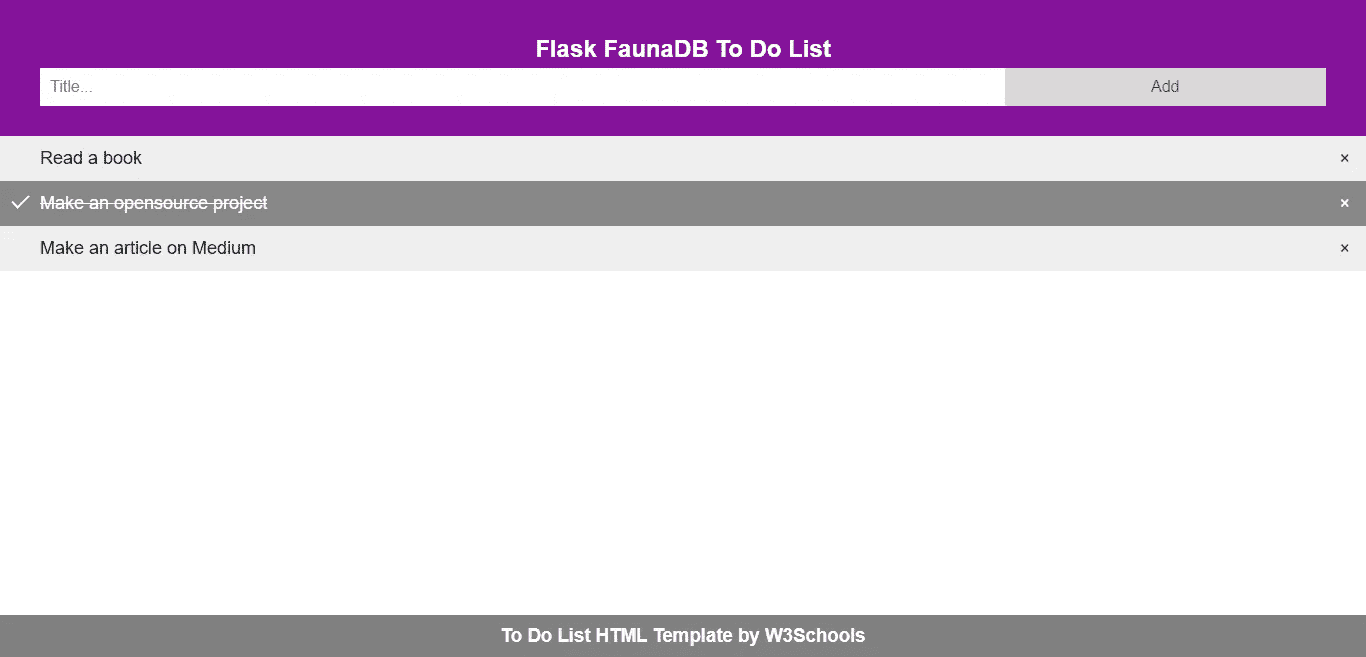 Flask FaunaDB To Do List
Title...
Add
Read a book
×
Make an opensource project
×
Make an article on Medium
×
To Do List HTML Template by W3Schools